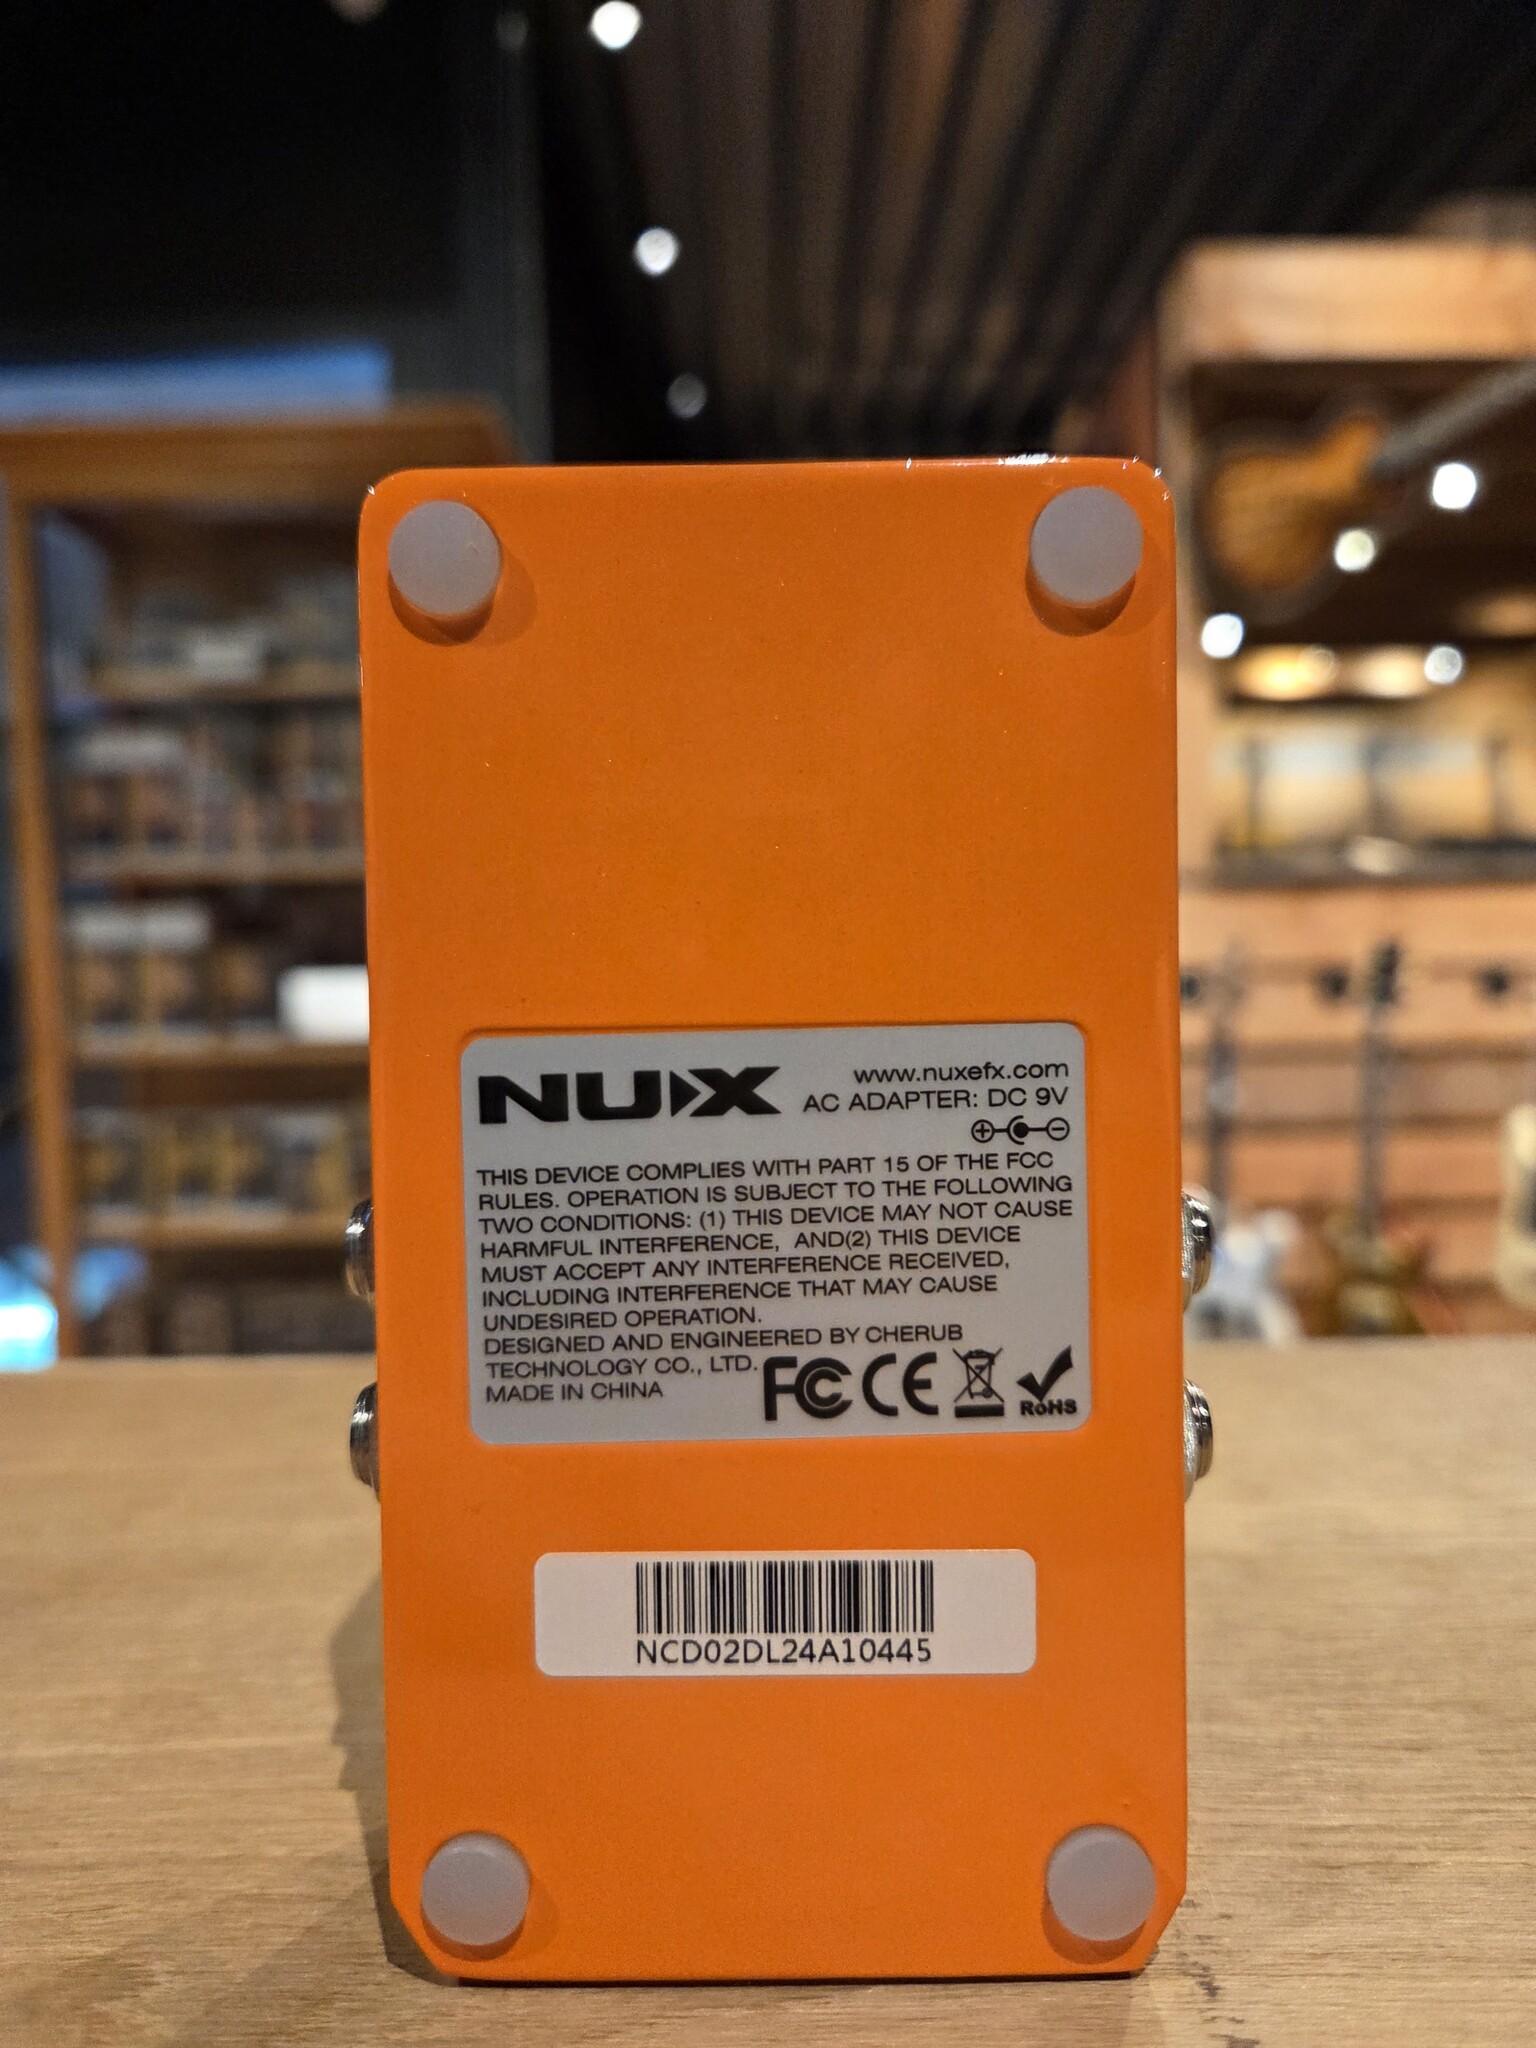 NUX
www.nuxefx.com
AC ADAPTER: DC 9V
THIS DEVICE COMPLIES WITH PART 15 OF THE FCC
RULES. OPERATION IS SUBJECT TO THE FOLLOWING
TWO CONDITIONS: (1) THIS DEVICE MAY NOT CAUSE
HARMFUL INTERFERENCE, AND(2) THIS DEVICE
MUST ACCEPT ANY INTERFERENCE RECEIVED,
INCLUDING INTERFERENCE THAT MAY CAUSE
UNDESIRED OPERATION.
DESIGNED AND ENGINEERED BY CHERUB
TECHNOLOGY CO., LTD.
MADE IN CHINA
FC CE RoHS
NCD02DL24A10445